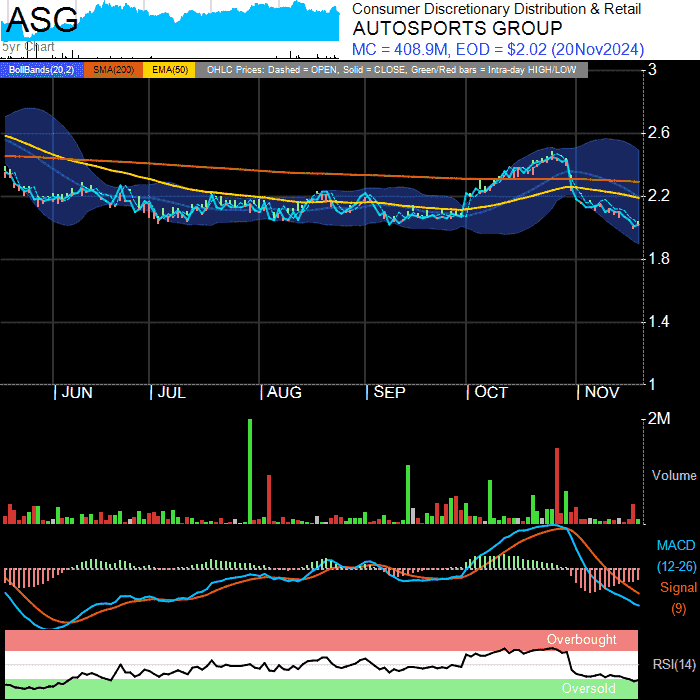 ASG
5yr Chart
Consumer Discretionary Distribution & Retail
AUTOSPORTS GROUP
MC = 408.9M, EOD = $2.02 (20Nov2024)
BollBands(20,2) SMA(200) EMA(50) OHLC Prices: Dashed = OPEN, Solid = CLOSE, Green/Red bars = Intra-day HIGH/LOW
3
2.6
2.2
1.8
1.4
1
| JUN | JUL | AUG | SEP | OCT | NOV
2M
Volume
MACD
(12-26)
Signal
(9)
Overbought
RSI(14)
Oversold